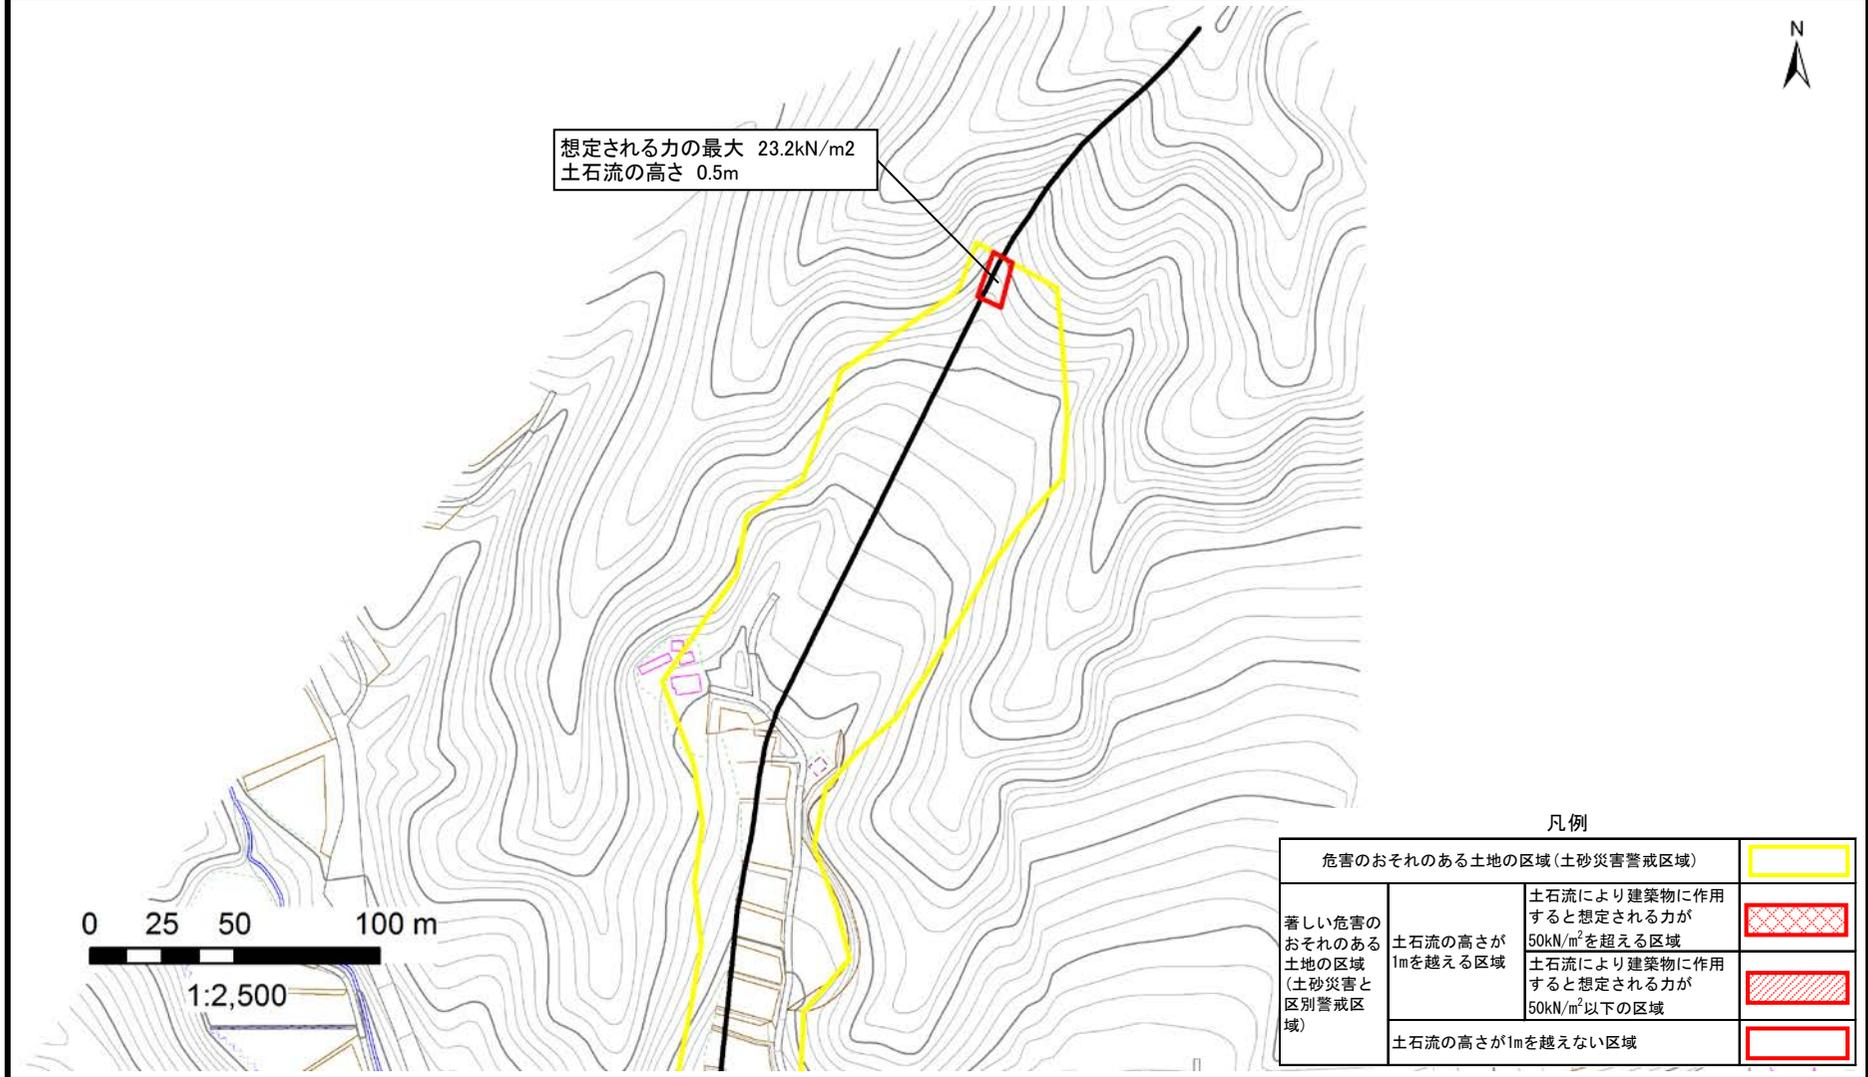 N
想定される力の最大 23.2kN/m2
土石流の高さ 0.5m
凡例
危害のおそれのある土地の区域(土砂災害警戒区域)
著しい危害の
おそれのある
土地の区域
(土砂災害と
区別警戒区
域)
土石流の高さが
1mを越える区域
土石流により建築物に作用
すると想定される力が
50kN/m²を超える区域
土石流により建築物に作用
すると想定される力が
50kN/m²以下の区域
土石流の高さが1mを越えない区域
0 25 50 100 m
1:2,500